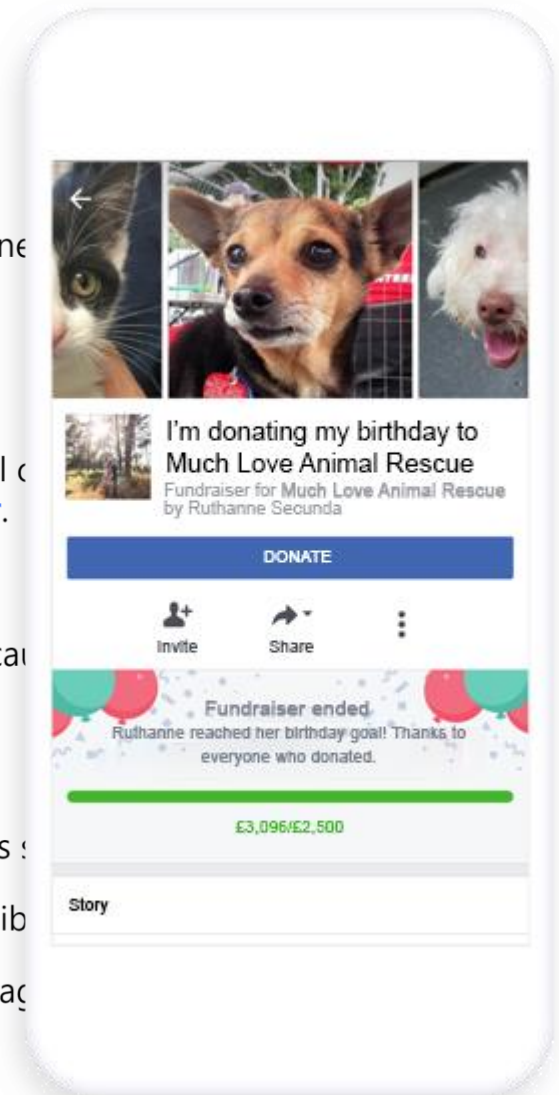 I'm donating my birthday to
Much Love Animal Rescue
Fundraiser for Much Love Animal Rescue
by Ruthanne Secunda
DONATE
Invite
Share
Fundraiser ended
Ruthanne reached her birthday goal! Thanks to
everyone who donated.
£3,096/£2,500
Story